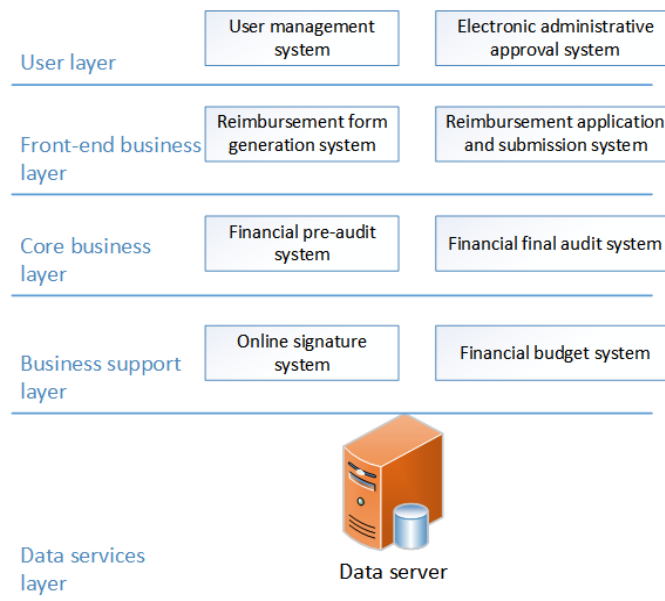 User management
system
Electronic administrative
approval system
User layer
Reimbursement form
generation system
Reimbursement application
and submission system
Front-end business
layer
Financial pre-audit
system
Financial final audit system
Core business
layer
Online signature
system
Financial budget system
Business support
layer
Data server
Data services
layer